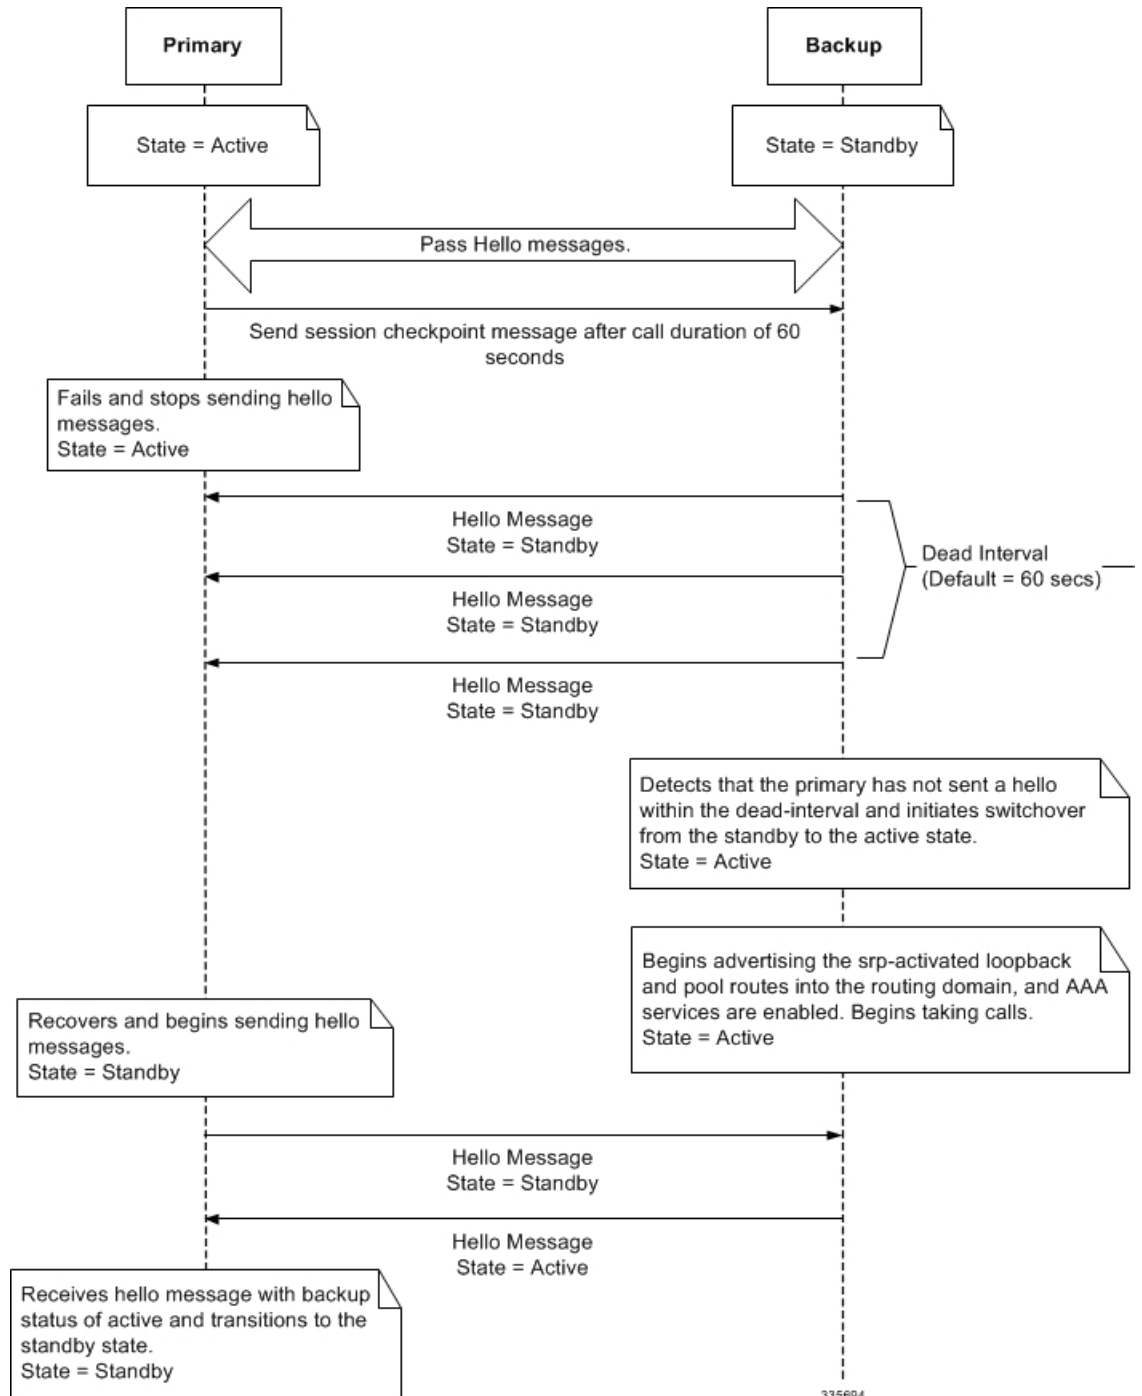 Primary
Backup
State = Active
State = Standby
Pass Hello messages.
Send session checkpoint message after call duration of 60
seconds
Fails and stops sending hello
messages.
State = Active
Hello Message
State = Standby
Dead Interval
(Default = 60 secs)
Hello Message
State = Standby
Hello Message
State = Standby
Detects that the primary has not sent a hello
within the dead-interval and initiates switchover
from the standby to the active state.
State = Active
Begins advertising the srp-activated loopback
and pool routes into the routing domain, and AAA
services are enabled. Begins taking calls.
State = Active
Recovers and begins sending hello
messages.
State = Standby
Hello Message
State = Standby
Hello Message
State = Active
Receives hello message with backup
status of active and transitions to the
standby state.
State = Standby
335694